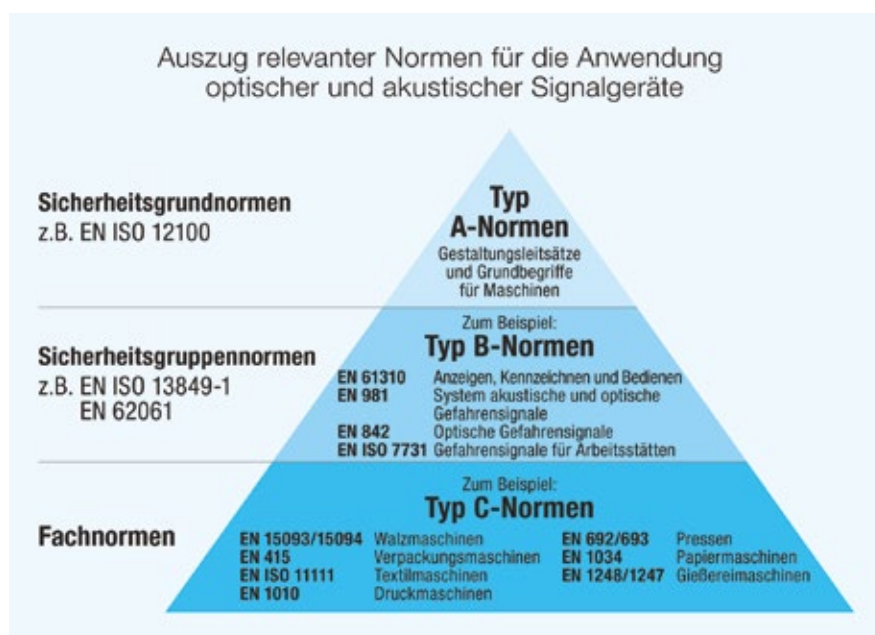 Auszug relevanter Normen für die Anwendung
optischer und akustischer Signalgeräte
Sicherheitsgrundnormen
z.B. EN ISO 12100
Typ
A-Normen
Gestaltungsleitsätze
und Grundbegriffe
für Maschinen
Sicherheitsgruppennormen
z.B. EN ISO 13849-1
EN 62061
Zum Beispiel:
Typ B-Normen
EN 61310 Anzeigen, Kennzeichnen und Bedienen
EN 981 System akustische und optische
Gefahrensignale
EN 842 Optische Gefahrensignale
EN ISO 7731 Gefahrensignale für Arbeitsstätten
Fachnormen
Zum Beispiel:
Typ C-Normen
EN 15093/15094 Walzmaschinen
EN 415 Verpackungsmaschinen
EN ISO 11111 Textilmaschinen
EN 1010 Druckmaschinen
EN 692/693 Pressen
EN 1034 Papiermaschinen
EN 1248/1247 Gießereimaschinen